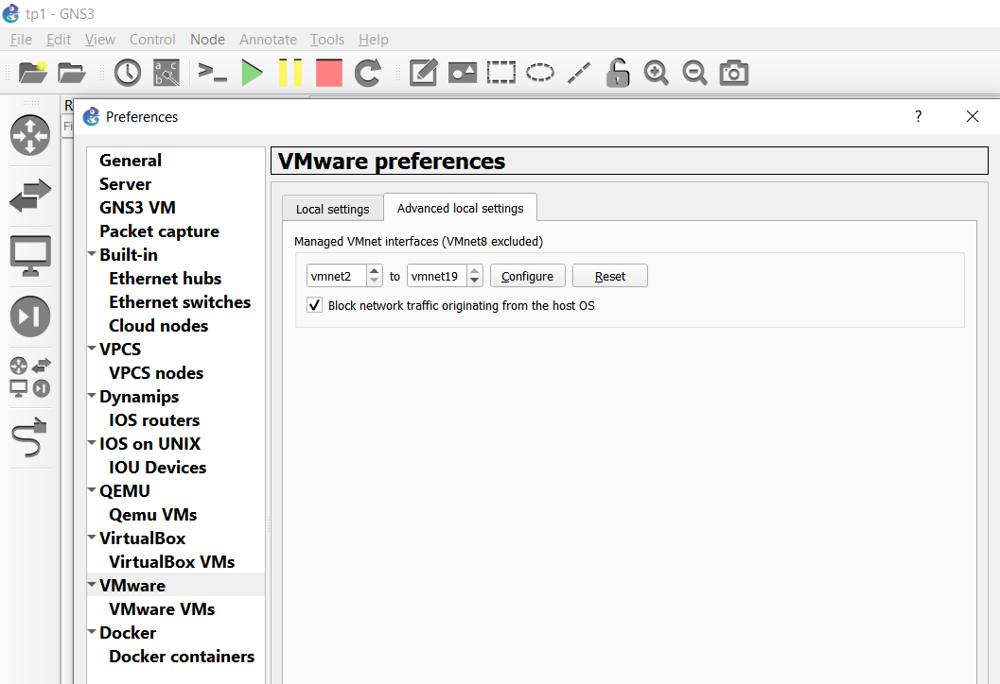 tp1 - GNS3
File Edit View Control Node Annotate Tools Help
R
Fi
Preferences
?
General
Server
GNS3 VM
Packet capture
Built-in
Ethernet hubs
Ethernet switches
Cloud nodes
VPCS
VPCS nodes
Dynamips
IOS routers
IOS on UNIX
IOU Devices
QEMU
Qemu VMs
VirtualBox
VirtualBox VMs
VMware
VMware VMs
Docker
Docker containers
VMware preferences
Local settings Advanced local settings
Managed VMnet interfaces (VMnet8 excluded)
vmnet2 to vmnet19 Configure Reset
Block network traffic originating from the host OS